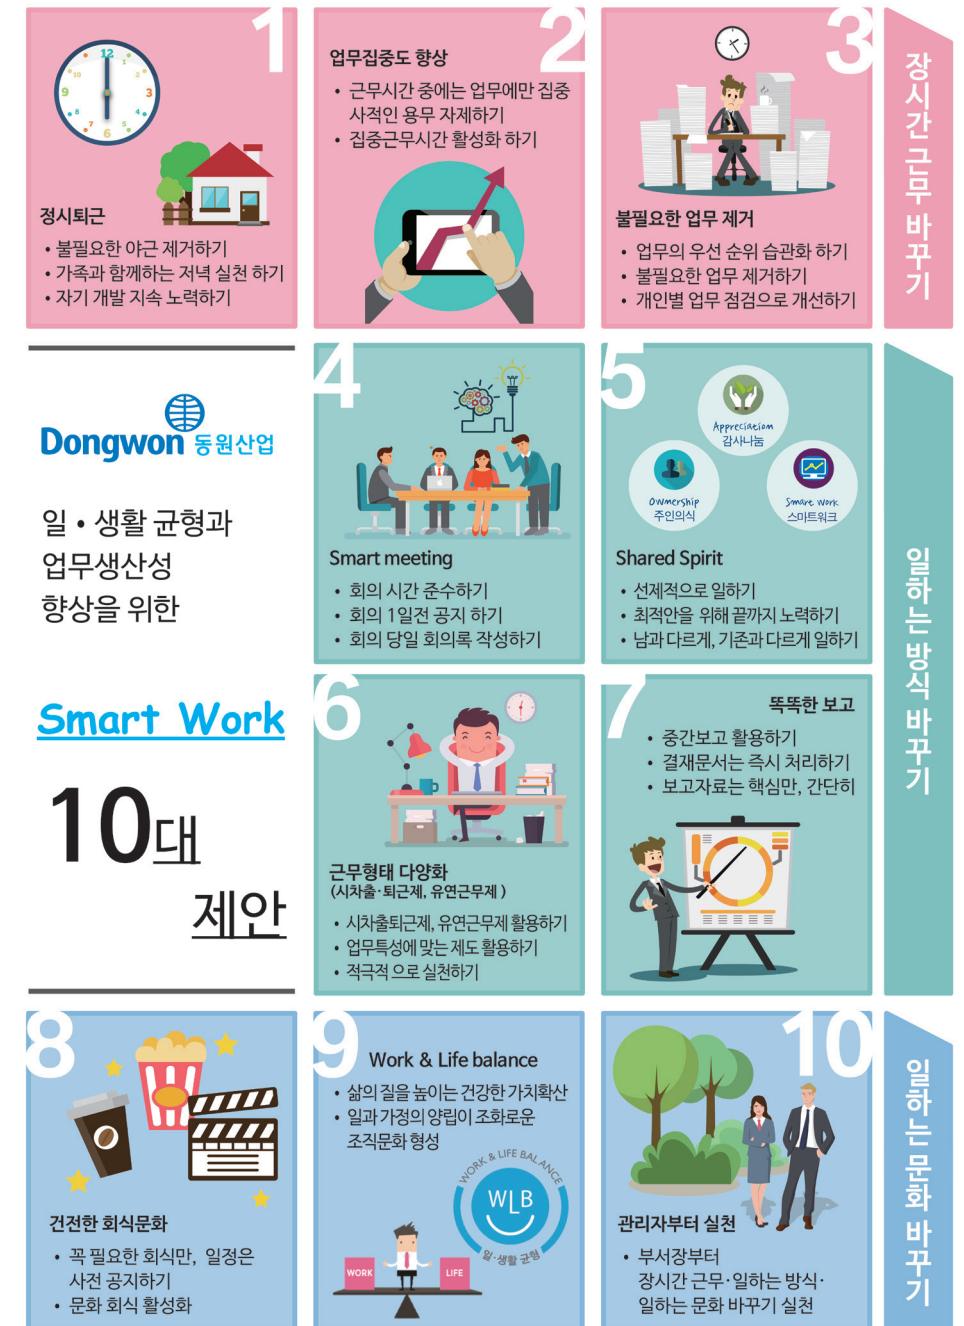 1
12
1
2
3
4
5
6
7
8
9
10
정시퇴근
• 불필요한 야근 제거하기
• 가족과 함께하는 저녁 실천 하기
• 자기 개발 지속 노력하기
2
업무집중도 향상
• 근무시간 중에는 업무에만 집중
사적인 용무 자제하기
• 집중근무시간 활성화 하기
3
불필요한 업무 제거
• 업무의 우선 순위 습관화 하기
• 불필요한 업무 제거하기
• 개인별 업무 점검으로 개선하기
장시간 근무 바꾸기
Dongwon 동원산업
일 • 생활 균형과
업무생산성
향상을 위한
Smart Work
10대
제안
4
Smart meeting
• 회의 시간 준수하기
• 회의 1일전 공지 하기
• 회의 당일 회의록 작성하기
5
Appreciation
감사나눔
Ownership
주인의식
Smart work
스마트워크
Shared Spirit
• 선제적으로 일하기
• 최적안을 위해 끝까지 노력하기
• 남과 다르게, 기존과 다르게 일하기
6
근무형태 다양화
(시차출·퇴근제, 유연근무제 )
• 시차출퇴근제, 유연근무제 활용하기
• 업무특성에 맞는 제도 활용하기
• 적극적 으로 실천하기
7
똑똑한 보고
• 중간보고 활용하기
• 결재문서는 즉시 처리하기
• 보고자료는 핵심만, 간단히
일하는 방식 바꾸기
8
건전한 회식문화
• 꼭 필요한 회식만, 일정은
사전 공지하기
• 문화 회식 활성화
9
Work & Life balance
• 삶의 질을 높이는 건강한 가치확산
• 일과 가정의 양립이 조화로운
조직문화 형성
WORK & LIFE BALANCE
WLB
일·생활 균형
WORK
LIFE
10
관리자부터 실천
• 부서장부터
장시간 근무·일하는 방식·
일하는 문화 바꾸기 실천
일하는 문화 바꾸기